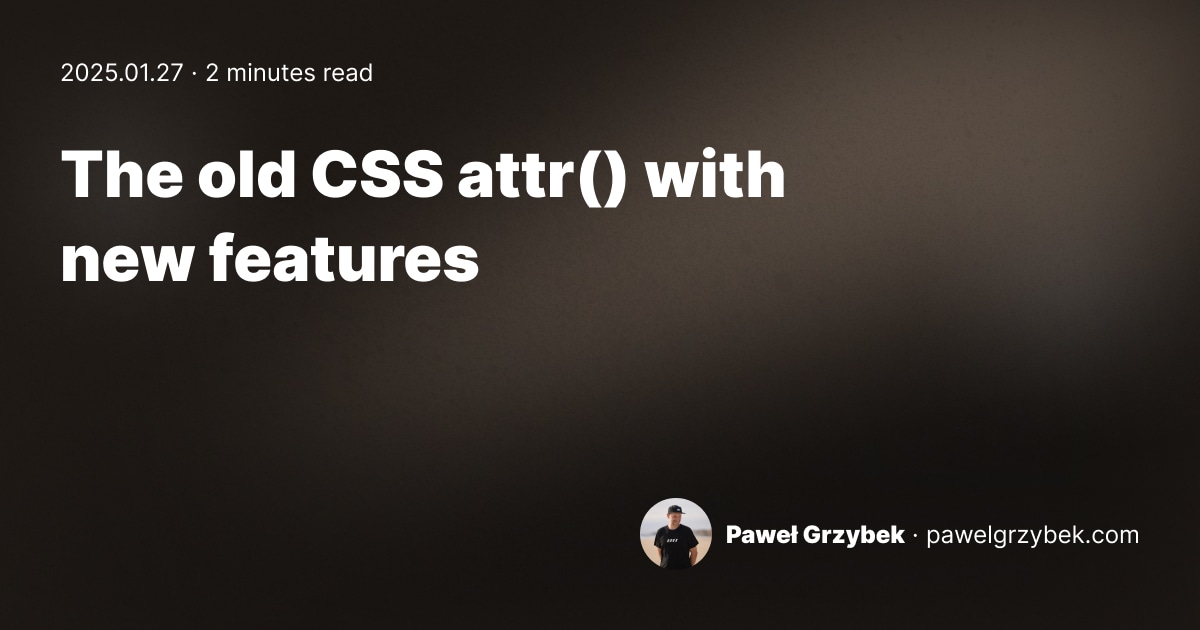 2025.01.27 · 2 minutes read
The old CSS attr() with
new features
Paweł Grzybek · pawelgrzybek.com